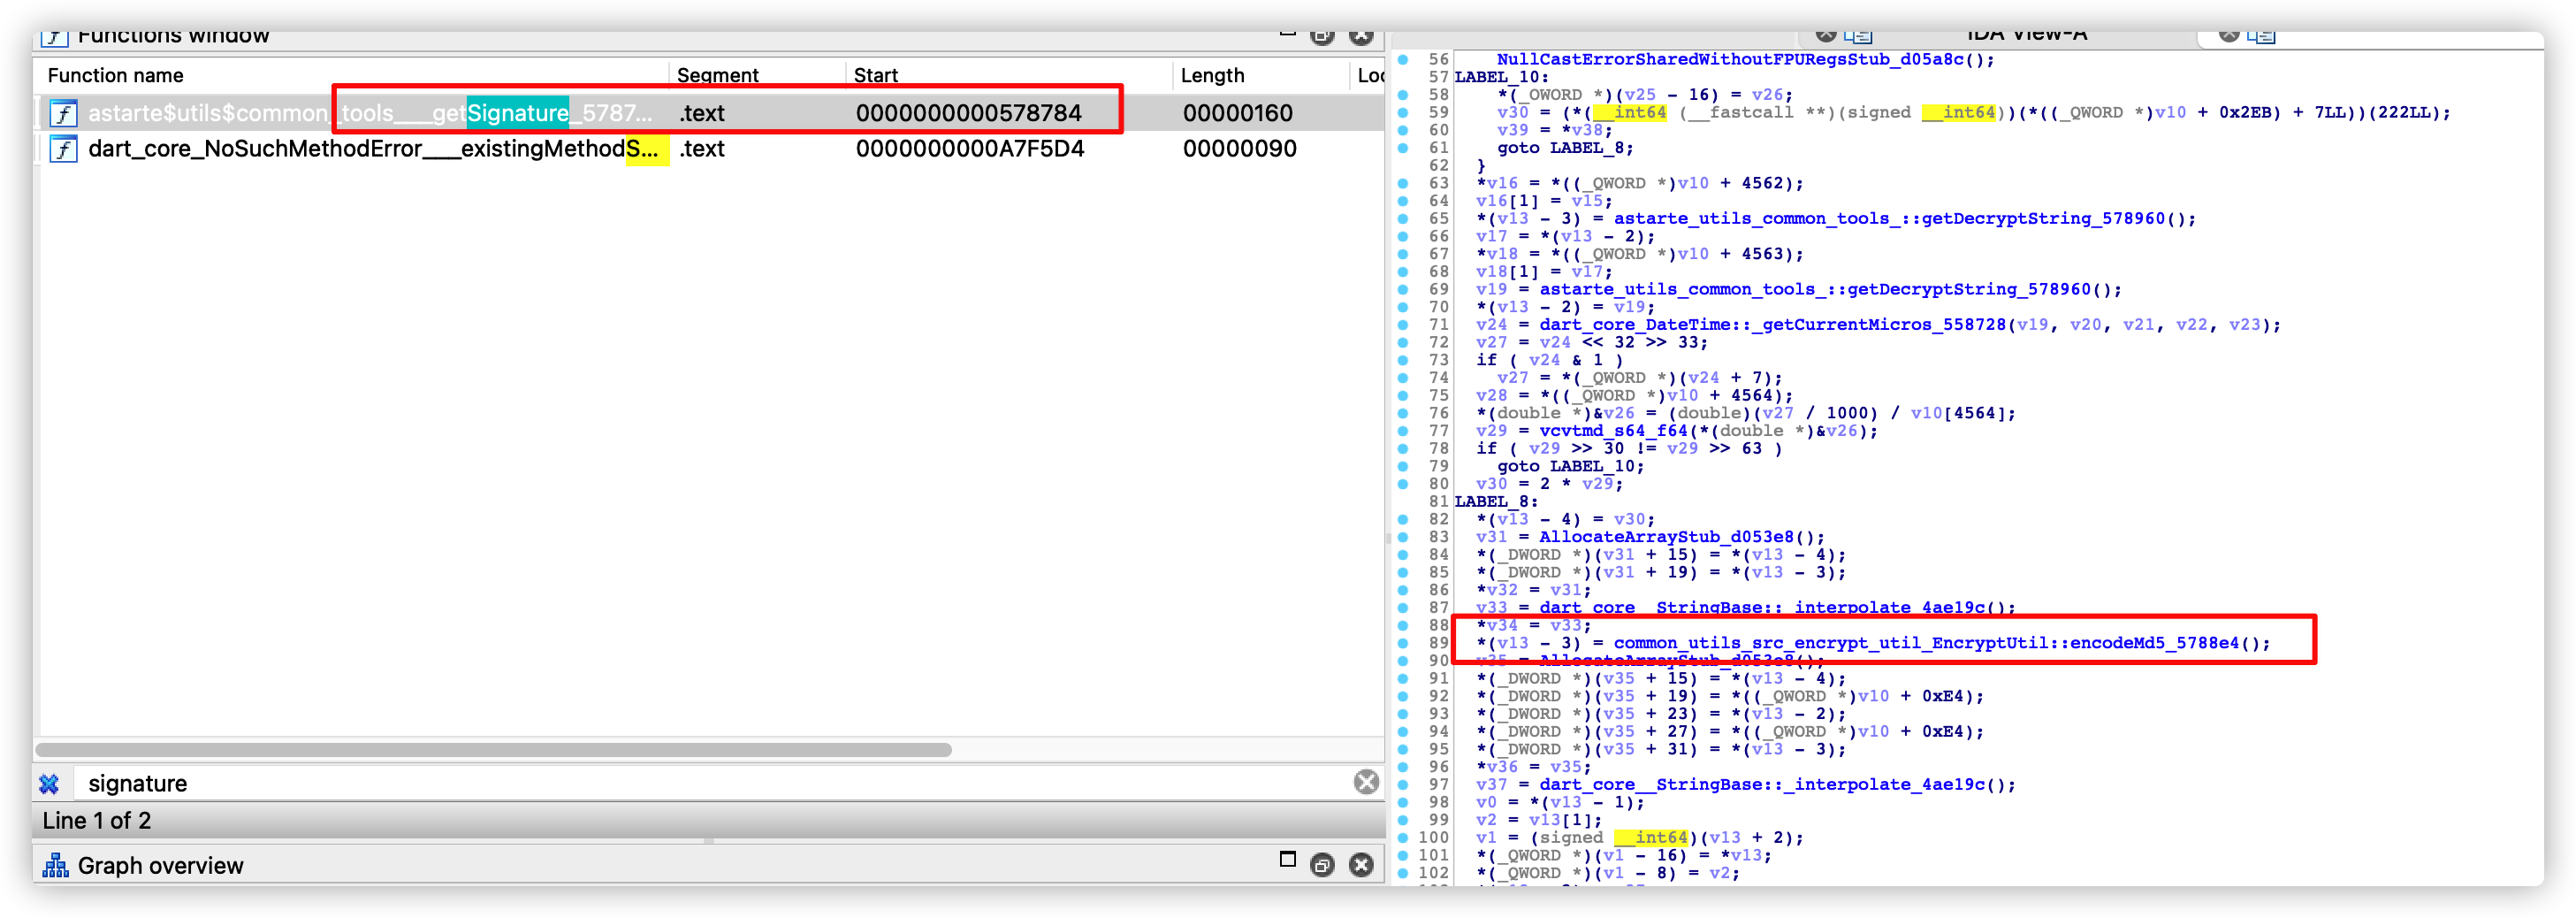 Functions window
Function name Segment Start Length Loc
astarte$utils$common_tools___getSignature_5787... .text 0000000000578784 00000160
dart_core_NoSuchMethodError___existingMethodS... .text 0000000000A7F5D4 00000090
signature
Line 1 of 2
Graph overview
IDA View-A
56 NullCastErrorSharedWithoutFPURegsStub_d05a8c();
57 LABEL_10:
58 *(_OWORD *)(v25 - 16) = v26;
59 v30 = (*(__int64 (__fastcall **)(signed __int64))(*((_QWORD *)v10 + 0x2EB) + 7LL))(222LL);
60 v39 = *v38;
61 goto LABEL_8;
62 }
63 *v16 = *((_QWORD *)v10 + 4562);
64 v16[1] = v15;
65 *(v13 - 3) = astarte_utils_common_tools_::getDecryptString_578960();
66 v17 = *(v13 - 2);
67 *v18 = *((_QWORD *)v10 + 4563);
68 v18[1] = v17;
69 v19 = astarte_utils_common_tools_::getDecryptString_578960();
70 *(v13 - 2) = v19;
71 v24 = dart_core_DateTime::_getCurrentMicros_558728(v19, v20, v21, v22, v23);
72 v27 = v24 << 32 >> 33;
73 if ( v24 & 1 )
74 v27 = *(_QWORD *)(v24 + 7);
75 v28 = *((_QWORD *)v10 + 4564);
76 *(double *)&v26 = (double)(v27 / 1000) / v10[4564];
77 v29 = vcvtmd_s64_f64(*(double *)&v26);
78 if ( v29 >> 30 != v29 >> 63 )
79 goto LABEL_10;
80 v30 = 2 * v29;
81 LABEL_8:
82 *(v13 - 4) = v30;
83 v31 = AllocateArrayStub_d053e8();
84 *(_DWORD *)(v31 + 15) = *(v13 - 4);
85 *(_DWORD *)(v31 + 19) = *(v13 - 3);
86 *v32 = v31;
87 v33 = dart_core__StringBase::_interpolate_4ae19c();
88 *v34 = v33;
89 *(v13 - 3) = common_utils_src_encrypt_util_EncryptUtil::encodeMd5_5788e4();
90 v35 = AllocateArrayStub_d053e8();
91 *(_DWORD *)(v35 + 15) = *(v13 - 4);
92 *(_DWORD *)(v35 + 19) = *((_QWORD *)v10 + 0xE4);
93 *(_DWORD *)(v35 + 23) = *(v13 - 2);
94 *(_DWORD *)(v35 + 27) = *((_QWORD *)v10 + 0xE4);
95 *(_DWORD *)(v35 + 31) = *(v13 - 3);
96 *v36 = v35;
97 v37 = dart_core__StringBase::_interpolate_4ae19c();
98 v0 = *(v13 - 1);
99 v2 = v13[1];
100 v1 = (signed __int64)(v13 + 2);
101 *(_QWORD *)(v1 - 16) = *v13;
102 *(_QWORD *)(v1 - 8) = v2;